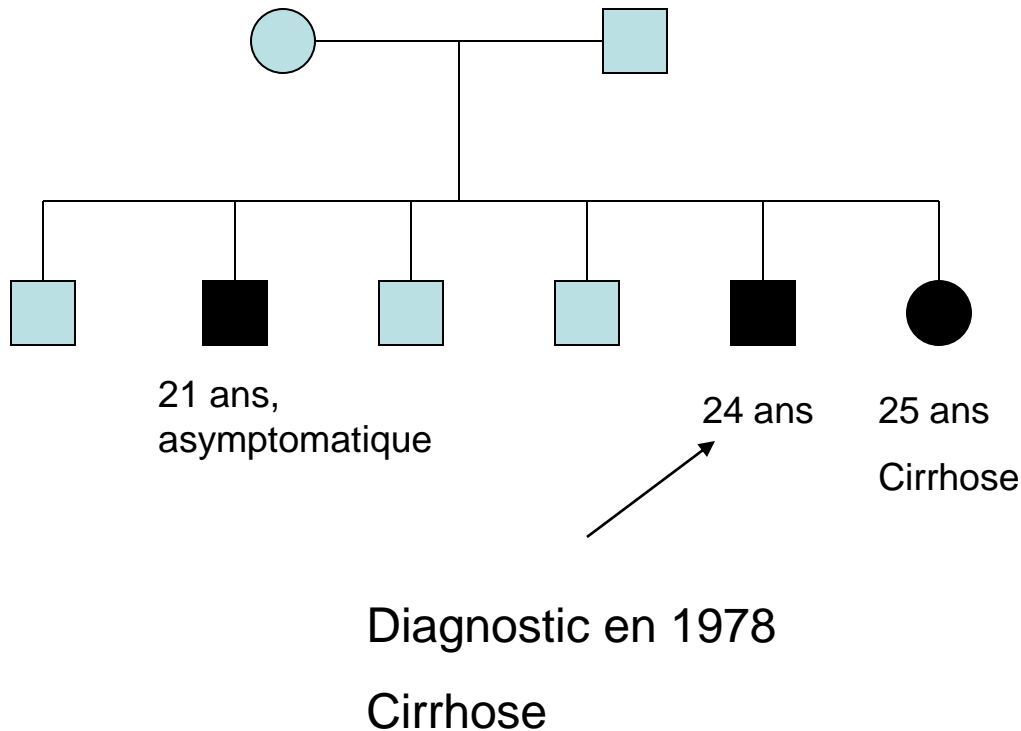 21 ans,
asymptomatique
24 ans
25 ans
Cirrhose
Diagnostic en 1978
Cirrhose